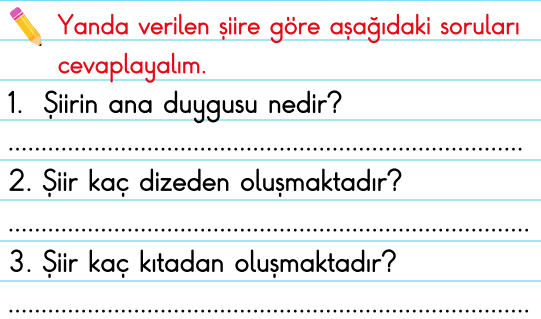 Yanda verilen şiire göre aşağıdaki soruları
cevaplayalım.
1. Şiirin ana duygusu nedir?
..............................................................................
2. Şiir kaç dizeden oluşmaktadır?
...............................................................................
3. Şiir kaç kıtadan oluşmaktadır?
...............................................................................